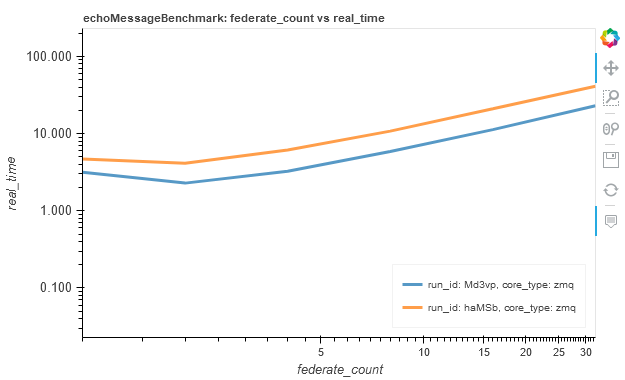 echoMessageBenchmark: federate_count vs real_time
100.000
10.000
1.000
0.100
real_time
5
10
15
20
25
30
federate_count
run_id: Md3vp, core_type: zmq
run_id: haMSb, core_type: zmq